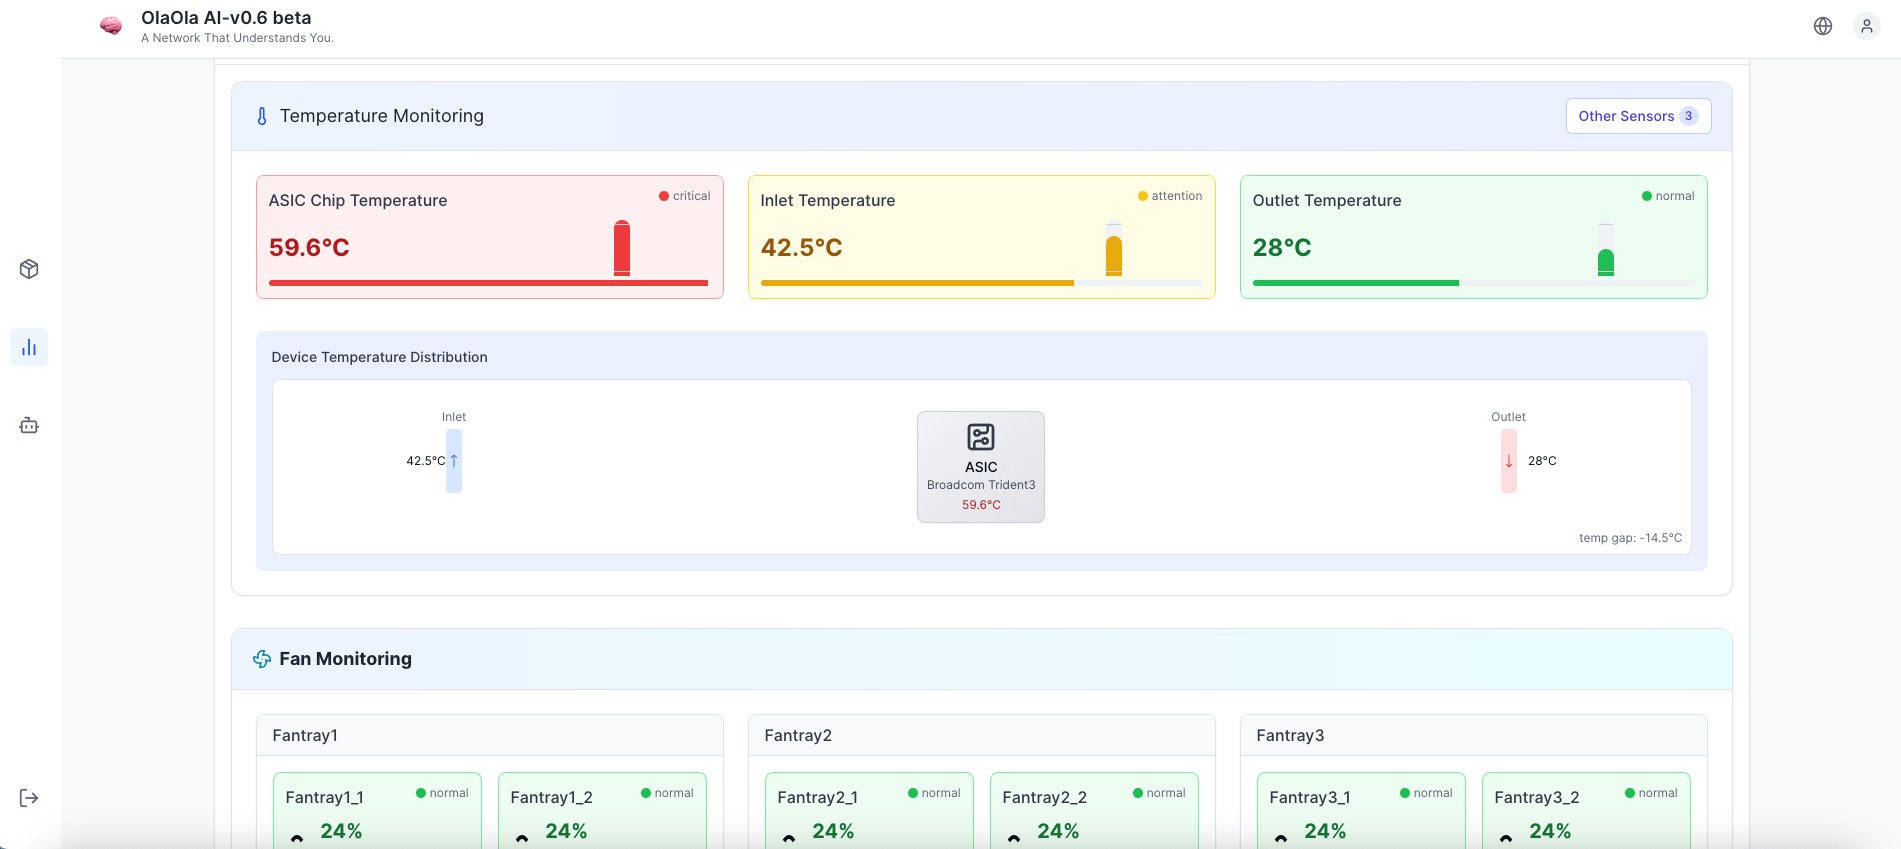 OlaOla AI-v0.6 beta
A Network That Understands You.
Temperature Monitoring
Other Sensors 3
ASIC Chip Temperature
critical
59.6°C
Inlet Temperature
attention
42.5°C
Outlet Temperature
normal
28°C
Device Temperature Distribution
Inlet
42.5°C
↑
ASIC
Broadcom Trident3
59.6°C
Outlet
↓
28°C
temp gap: -14.5°C
Fan Monitoring
Fantray1
Fantray1_1
normal
24%
Fantray1_2
normal
24%
Fantray2
Fantray2_1
normal
24%
Fantray2_2
normal
24%
Fantray3
Fantray3_1
normal
24%
Fantray3_2
normal
24%